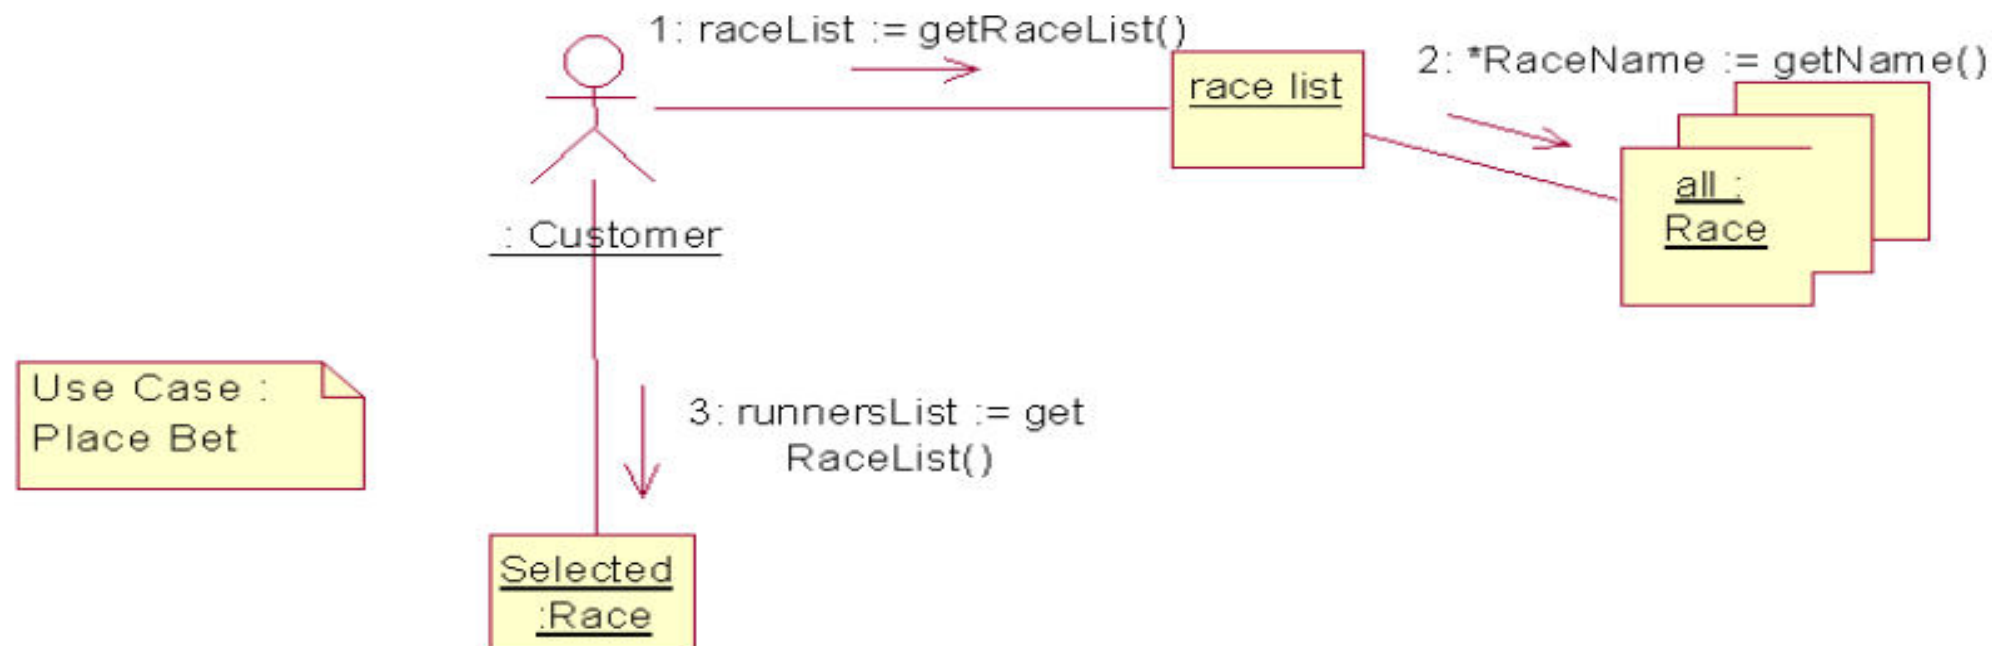 1: raceList := getRaceList()
2: *RaceName := getName()
race list
all :
Race
: Customer
Use Case :
Place Bet
3: runnersList := get
RaceList()
Selected
:Race